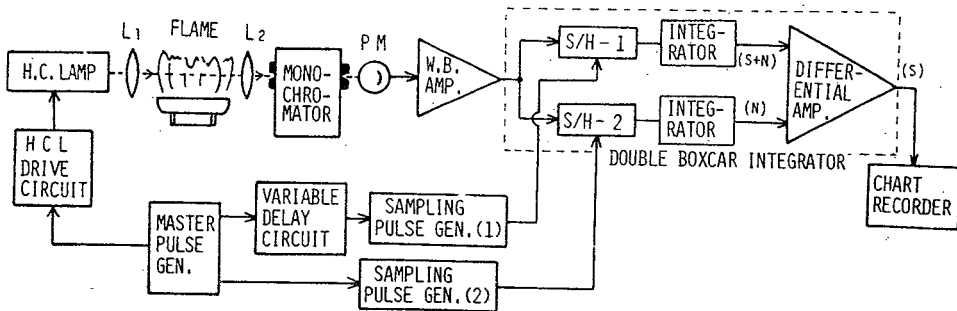 L1
FLAME
L2
H.C. LAMP
MONO-
CHRO-
MATOR
PM
W.B.
AMP.
S/H-1
INTEG-
RATOR
(S+N)
S/H-2
INTEG-
RATOR
(N)
DIFFER-
ENTIAL
AMP.
(S)
DOUBLE BOXCAR INTEGRATOR
CHART
RECORDER
HCL
DRIVE
CIRCUIT
MASTER
PULSE
GEN.
VARIABLE
DELAY
CIRCUIT
SAMPLING
PULSE GEN.(1)
SAMPLING
PULSE GEN.(2)